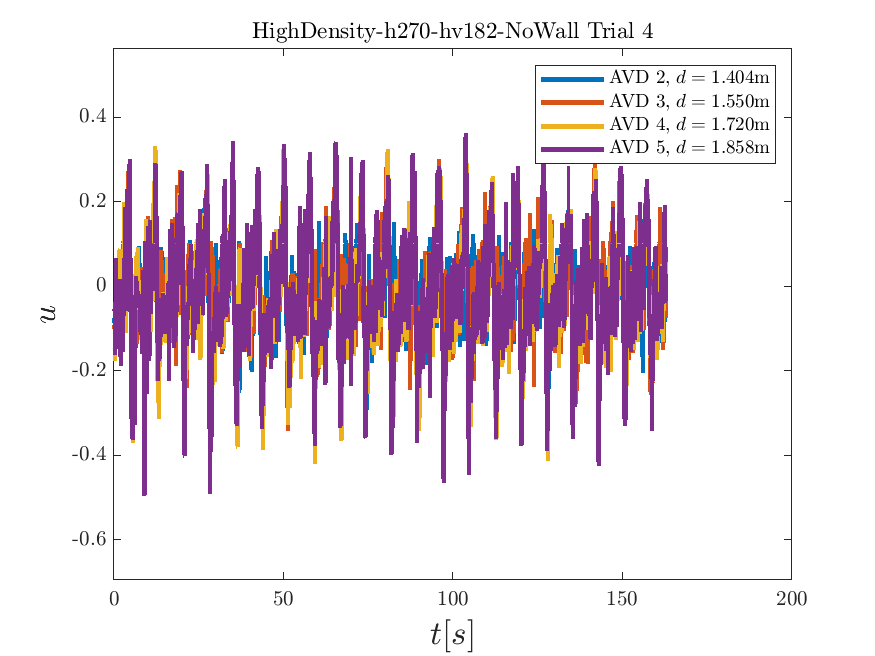 HighDensity-h270-hv182-NoWall Trial 4
AVD 2, d = 1.404m
AVD 3, d = 1.550m
AVD 4, d = 1.720m
AVD 5, d = 1.858m
0.4
0.2
0
-0.2
-0.4
-0.6
u
0 50 100 150 200
t[s]